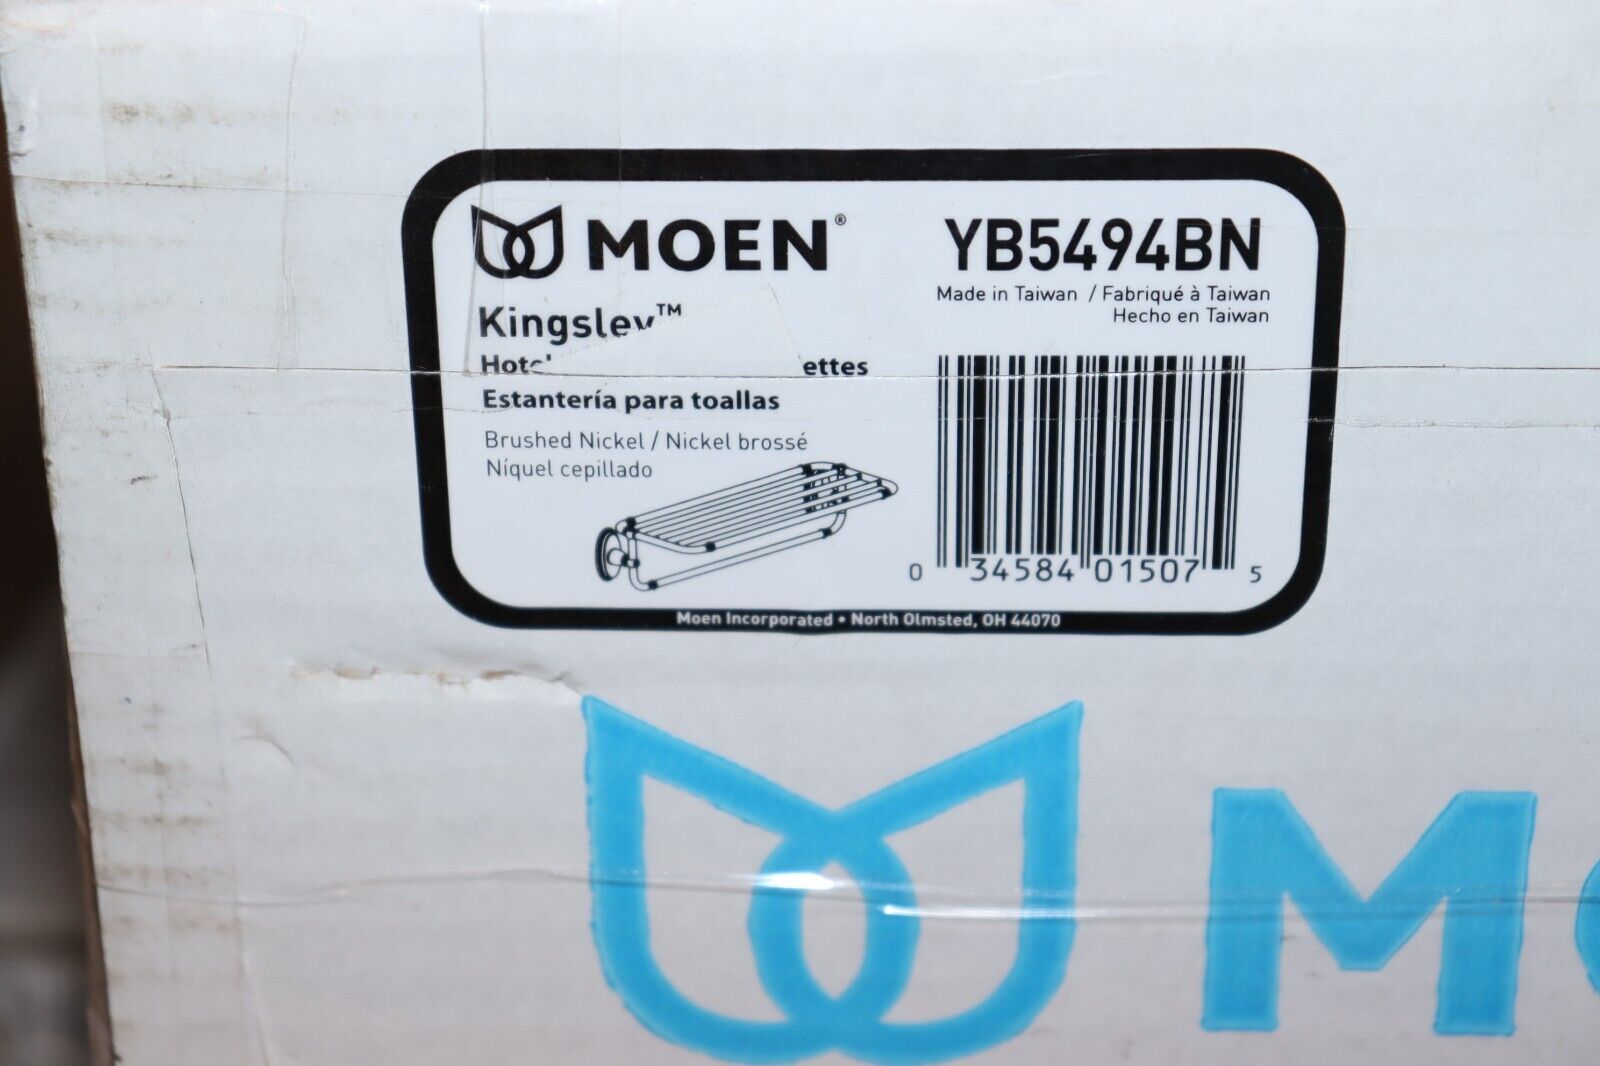 MOEN®
YB5494BN
Made in Taiwan / Fabriqué à Taiwan
Hecho en Taiwan
Kingsley™
Estantería para toallas
Brushed Nickel / Nickel brossé
Níquel cepillado
0 34584 01507 5
Moen Incorporated • North Olmsted, OH 44070